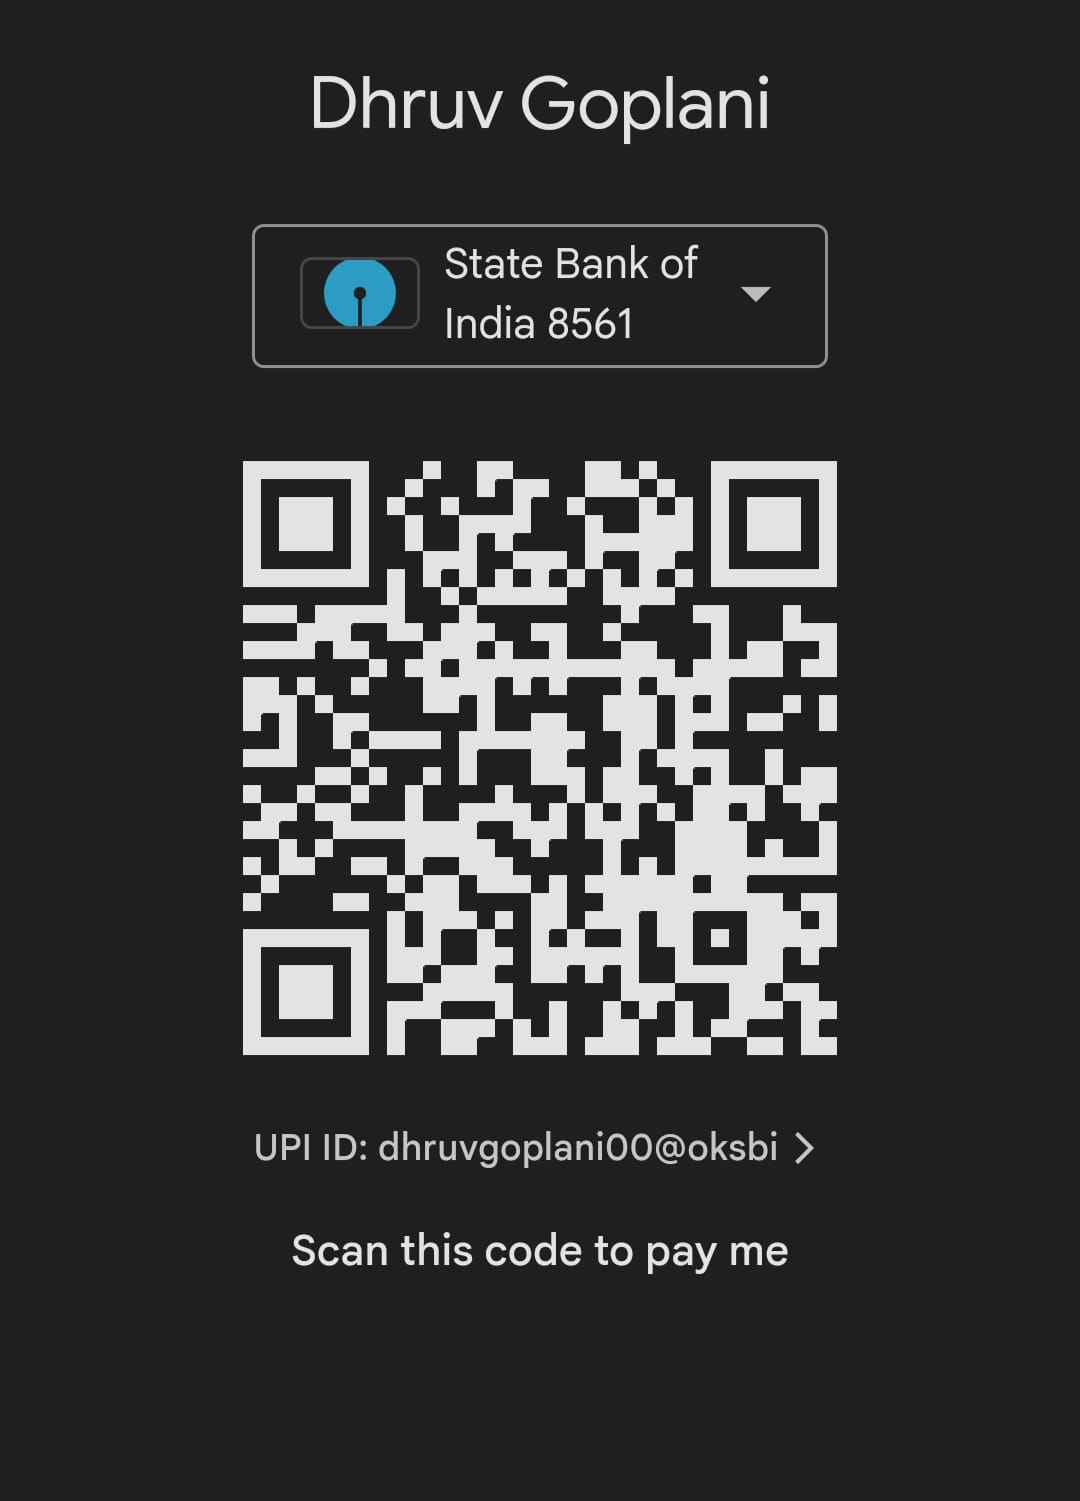 Dhruv Goplani
State Bank of
India 8561
UPI ID: dhruvgoplani00@oksbi
Scan this code to pay me